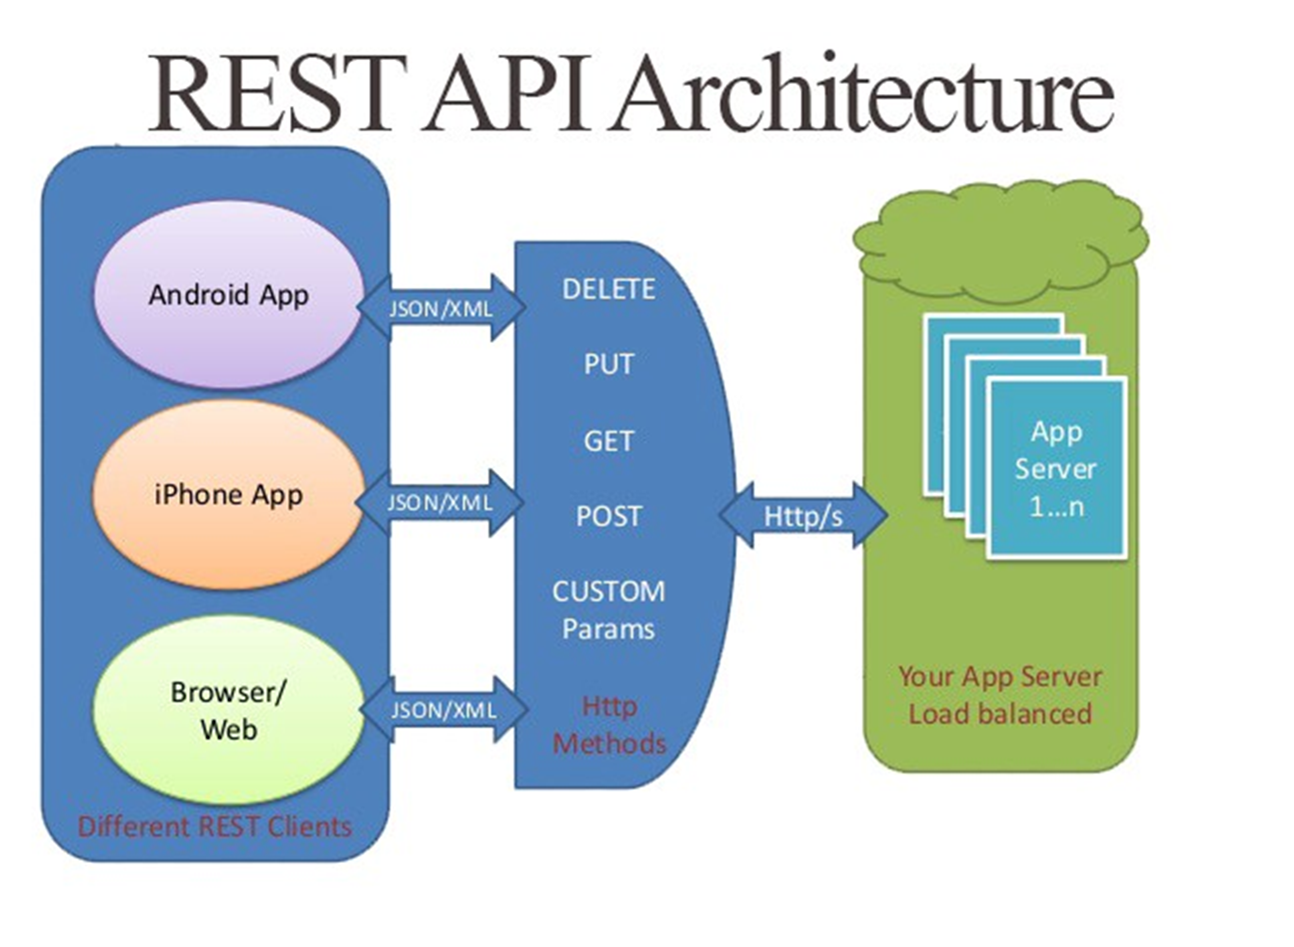 REST API Architecture
Android App
iPhone App
Browser/
Web
Different REST Clients
JSON/XML
JSON/XML
JSON/XML
DELETE
PUT
GET
POST
CUSTOM
Params
Http
Methods
Http/s
App
Server
1...n
Your App Server
Load balanced